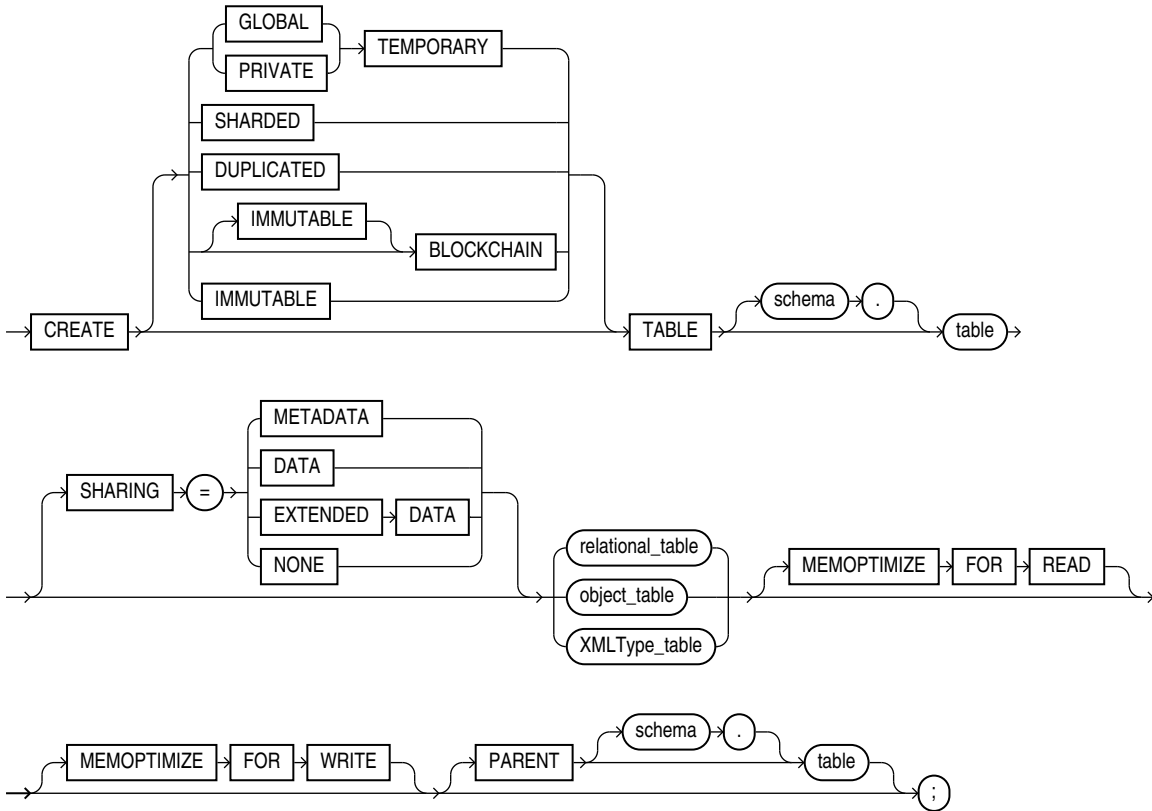 GLOBAL
PRIVATE
TEMPORARY
SHARDED
DUPLICATED
IMMUTABLE
BLOCKCHAIN
IMMUTABLE
CREATE TABLE schema . table
METADATA
DATA
SHARING = EXTENDED DATA
NONE
relational_table
object_table
XMLType_table
MEMOPTIMIZE FOR READ
MEMOPTIMIZE FOR WRITE PARENT schema . table ;